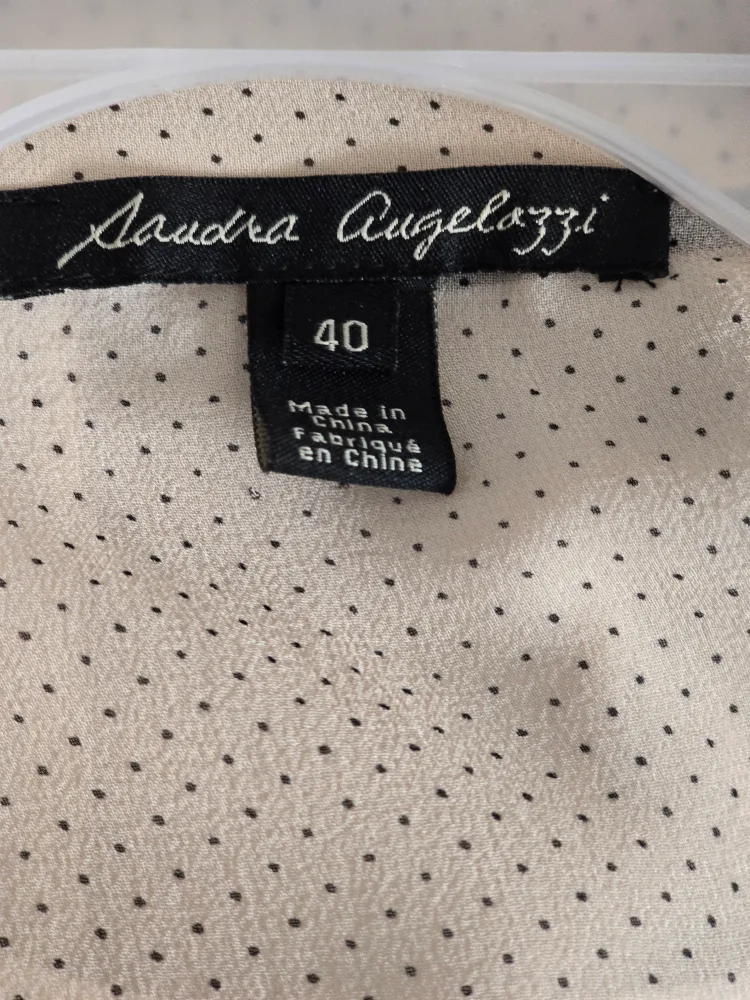 Sandra Angelozzi
40
Made in
China
Fabriqué
en Chine